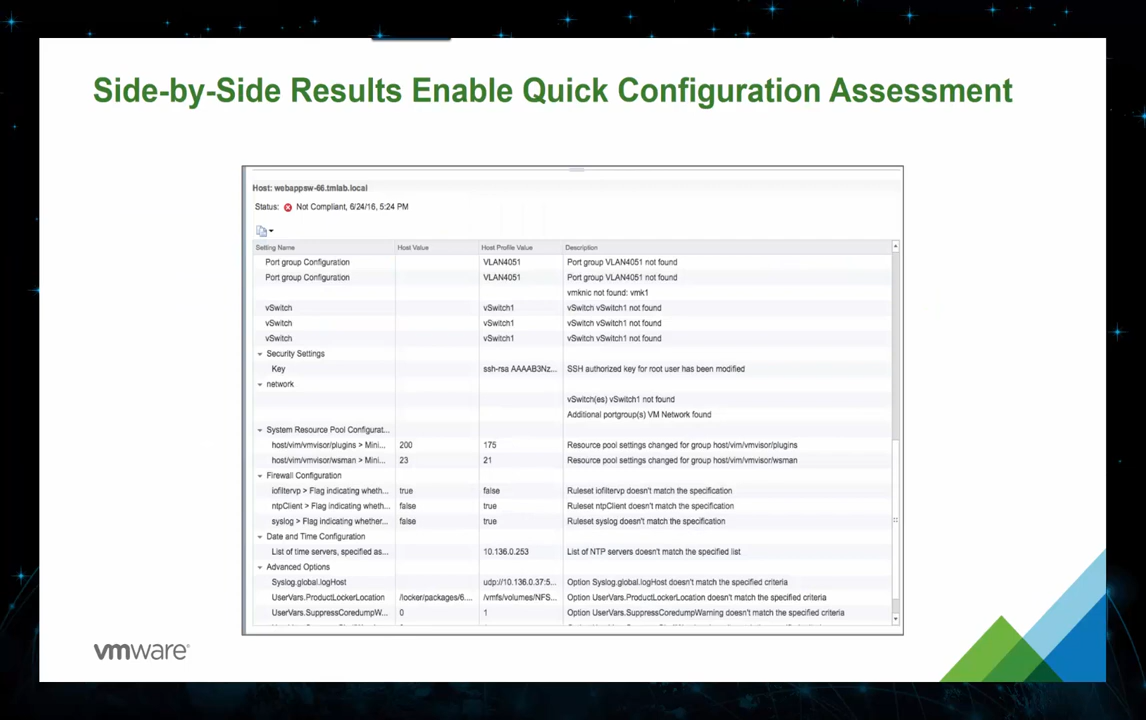 Side-by-Side Results Enable Quick Configuration Assessment
Host: webappsw-66.tmlab.local
Status: Not Compliant, 6/24/16, 5:24 PM
Setting Name Host Value Host Profile Value Description
Port group Configuration VLAN4051 Port group VLAN4051 not found
Port group Configuration VLAN4051 Port group VLAN4051 not found
vmknic not found: vmk1
vSwitch vSwitch1 vSwitch vSwitch1 not found
vSwitch vSwitch1 vSwitch vSwitch1 not found
vSwitch vSwitch1 vSwitch vSwitch1 not found
Security Settings
Key ssh-rsa AAAAB3Nz... SSH authorized key for root user has been modified
network
vSwitch(es) vSwitch1 not found
Additional portgroup(s) VM Network found
System Resource Pool Configurat...
host/vim/vmvisor/plugins > Mini... 200 175 Resource pool settings changed for group host/vim/vmvisor/plugins
host/vim/vmvisor/wsman > Mini... 23 21 Resource pool settings changed for group host/vim/vmvisor/wsman
Firewall Configuration
iofiltervp > Flag indicating wheth... true false Ruleset iofiltervp doesn't match the specification
ntpClient > Flag indicating wheth... false true Ruleset ntpClient doesn't match the specification
syslog > Flag indicating whether... false true Ruleset syslog doesn't match the specification
Date and Time Configuration
List of time servers, specified as... 10.136.0.253 List of NTP servers doesn't match the specified list
Advanced Options
Syslog.global.logHost udp://10.136.0.37:5... Option Syslog.global.logHost doesn't match the specified criteria
UserVars.ProductLockerLocation /locker/packages/6.... /vmfs/volumes/NFS... Option UserVars.ProductLockerLocation doesn't match the specified criteria
UserVars.SuppressCoredumpW... 0 1 Option UserVars.SuppressCoredumpWarning doesn't match the specified criteria
vmware